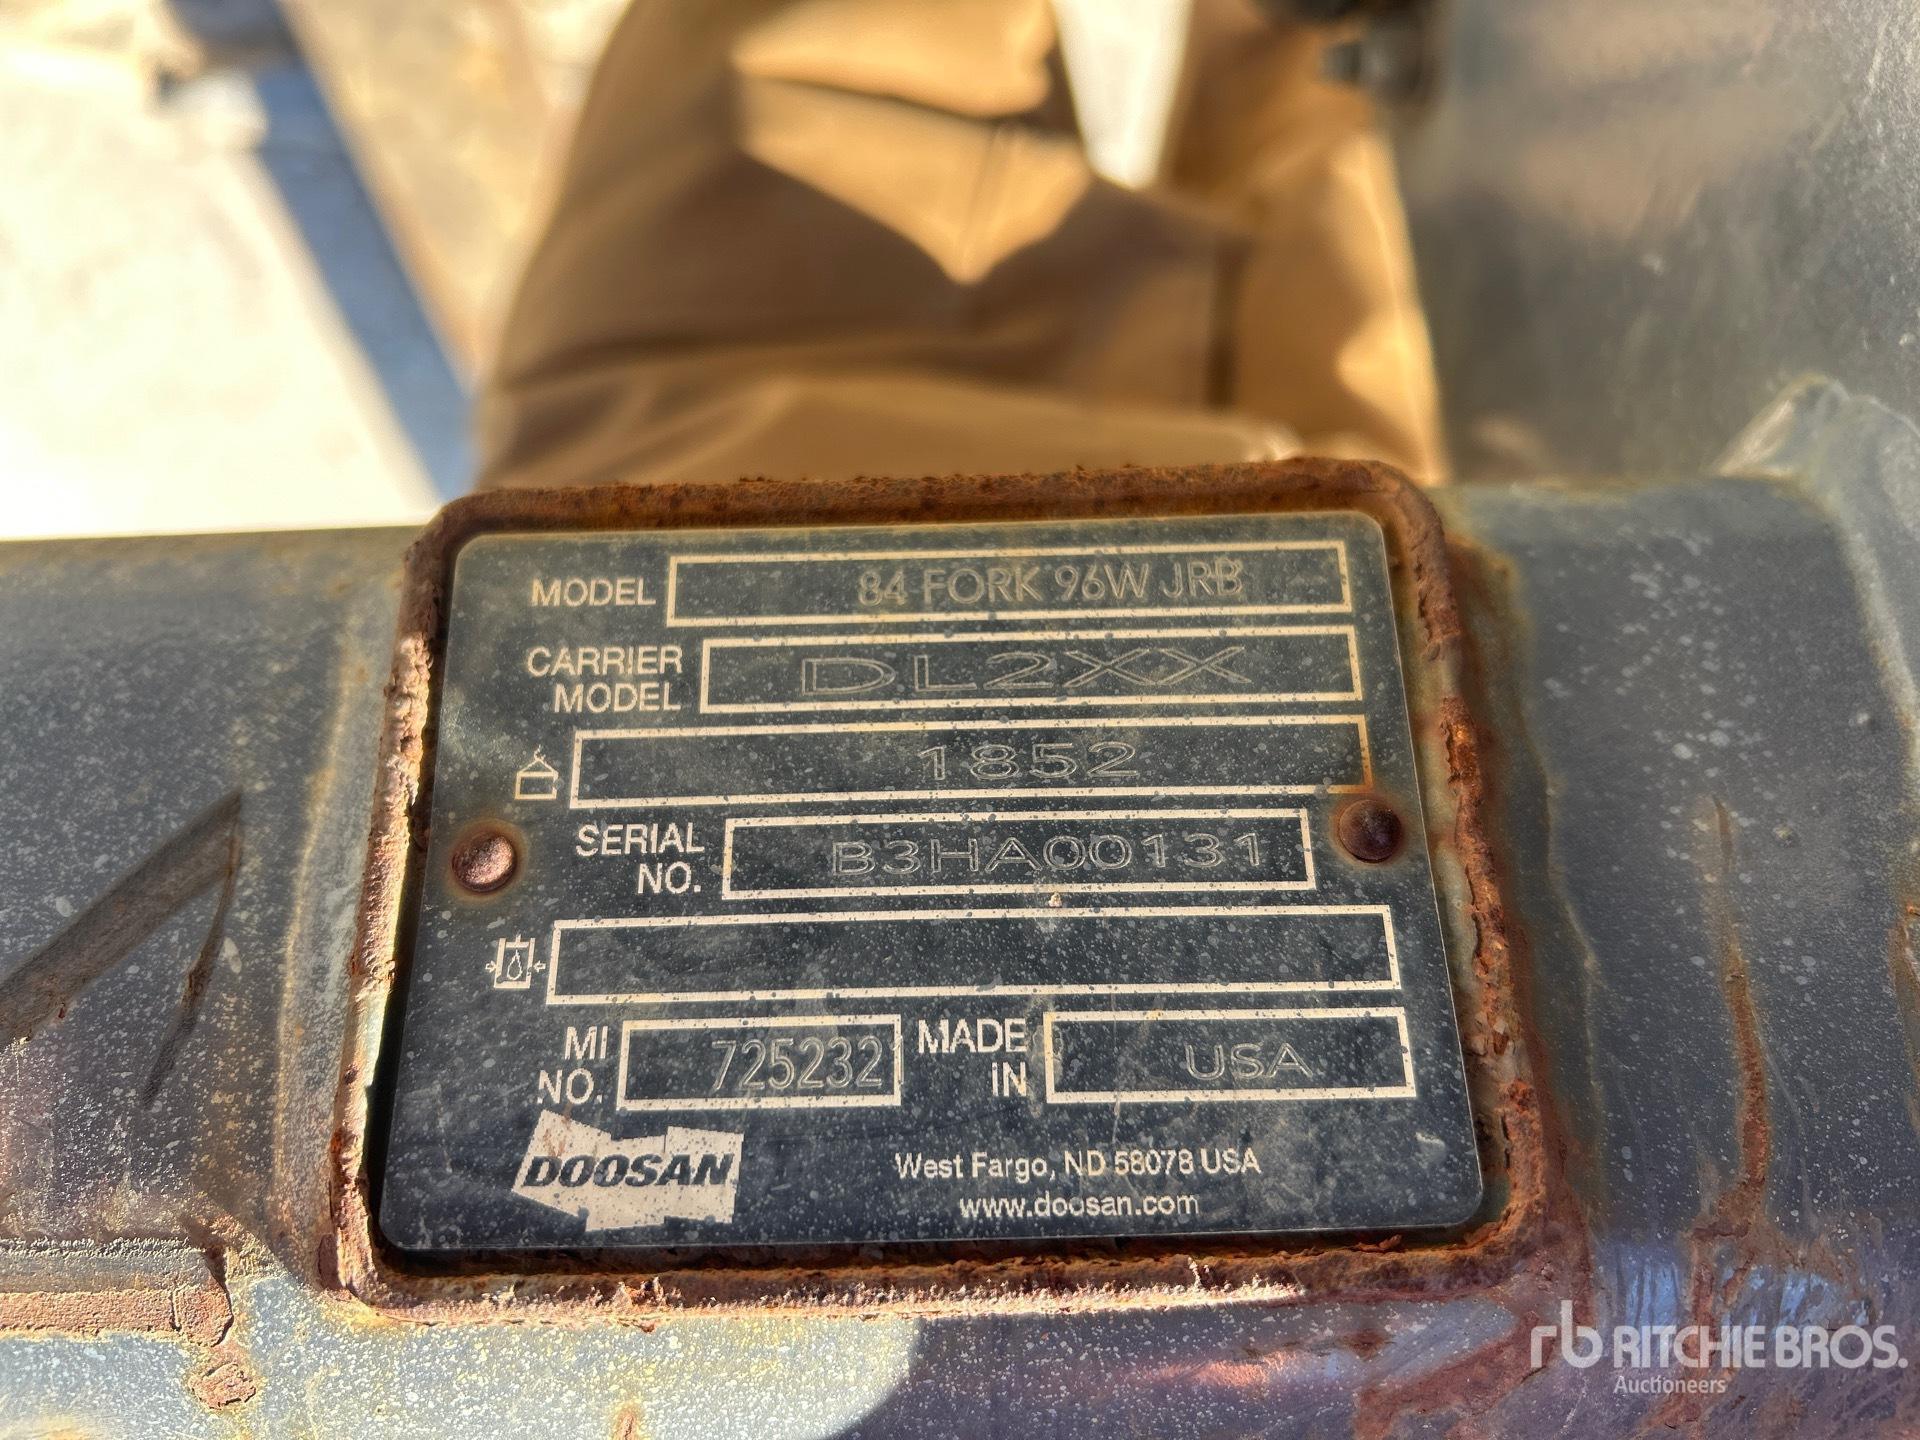 MODEL 84 FORK 96W JRB
CARRIER MODEL DL2XX
1852
SERIAL NO. B3HA00131
MI NO. 725232 MADE IN USA
DOOSAN
West Fargo, ND 58078 USA
www.doosan.com
rb RITCHIE BROS.
Auctioneers